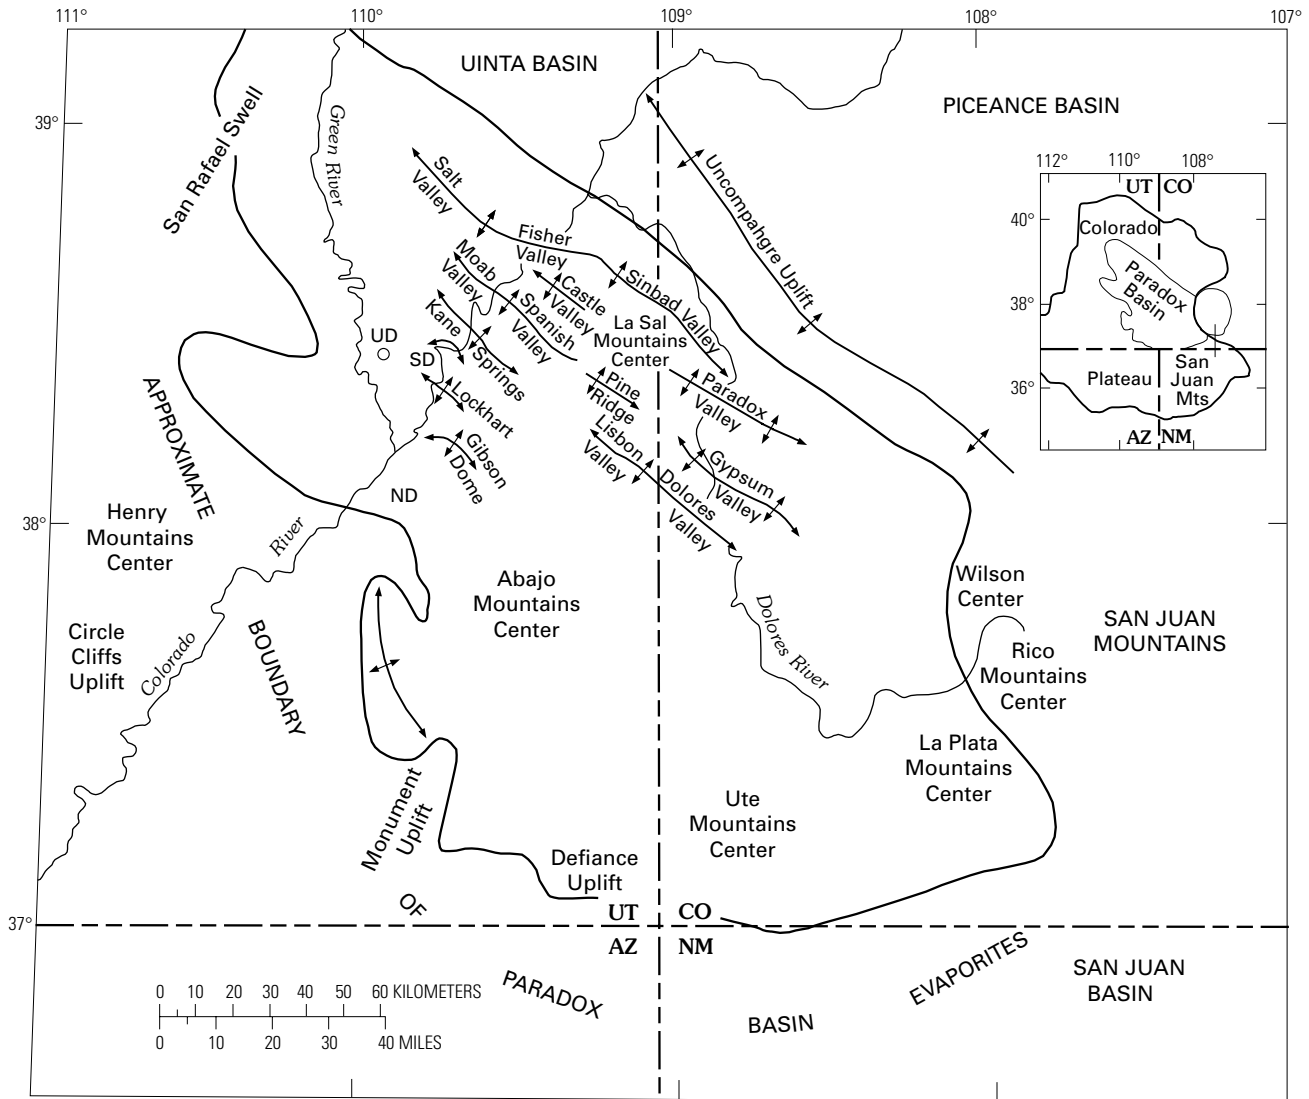 111°
110°
109°
108°
107°
UINTA BASIN
PICEANCE BASIN
39°
San Rafael Swell
Green River
Salt
Valley
Fisher
Valley
Uncompahgre Uplift
Moab
Valley
Spanish
Valley
Castle
Valley
Sinbad Valley
Kane
Springs
La Sal
Mountains
Center
UD
SD
Lockhart
Pine
Ridge
Paradox
Valley
Gibson
Dome
Lisbon
Valley
Dolores
Valley
Gypsum
Valley
ND
38°
APPROXIMATE
Henry
Mountains
Center
River
Colorado
Abajo
Mountains
Center
Wilson
Center
SAN JUAN
MOUNTAINS
Circle
Cliffs
Uplift
BOUNDARY
Dolores River
Rico
Mountains
Center
La Plata
Mountains
Center
Monument
Uplift
Ute
Mountains
Center
Defiance
Uplift
OF
37°
UT
CO
AZ
NM
PARADOX
BASIN
EVAPORITES
SAN JUAN
BASIN
0 10 20 30 40 50 60 KILOMETERS
0 10 20 30 40 MILES
112°
110°
108°
UT CO
40°
Colorado
Paradox
Basin
38°
Plateau
San
Juan
Mts
36°
AZ NM